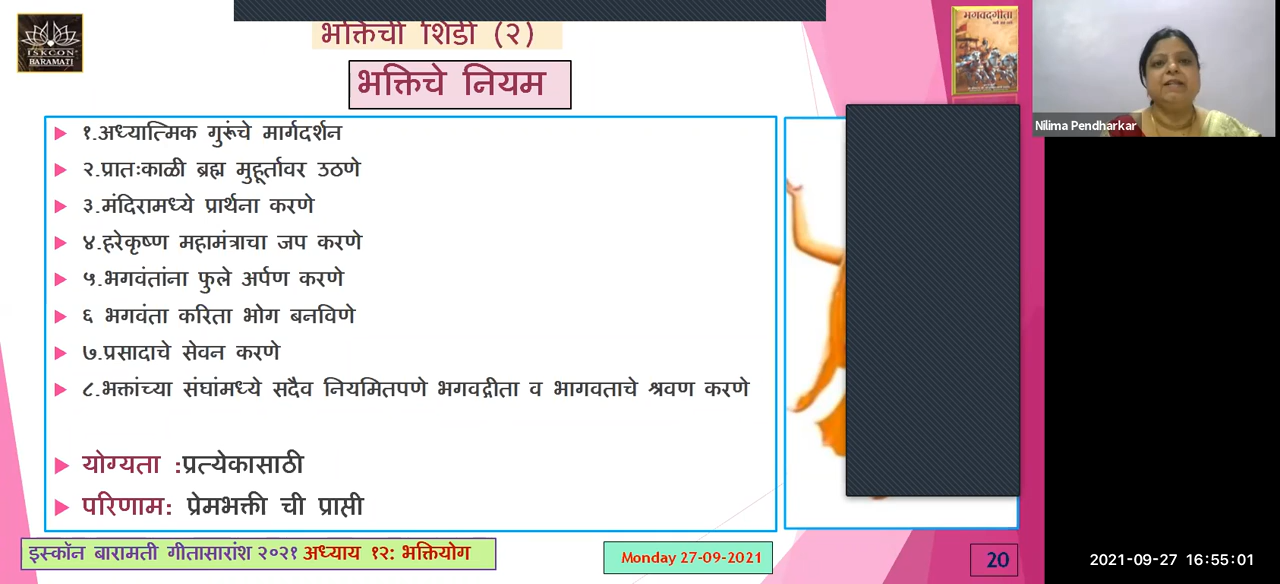 भक्तिची शिडी (२)
भक्तिचे नियम
ISKCON
BARAMATI
भगवद्गीता
Nilima Pendharkar
१.अध्यात्मिक गुरूंचे मार्गदर्शन
२.प्रातःकाळी ब्रह्म मुहूर्तावर उठणे
३.मंदिरामध्ये प्रार्थना करणे
४.हरेकृष्ण महामंत्राचा जप करणे
५.भगवंतांना फुले अर्पण करणे
६ भगवंता करिता भोग बनविणे
७.प्रसादाचे सेवन करणे
८.भक्तांच्या संघांमध्ये सदैव नियमितपणे भगवद्गीता व भागवताचे श्रवण करणे
योग्यता :प्रत्येकासाठी
परिणाम: प्रेमभक्ती ची प्राप्ती
इस्कॉन बारामती गीतासारांश २०२१ अध्याय १२: भक्तियोग
Monday 27-09-2021
20
2021-09-27 16:55:01